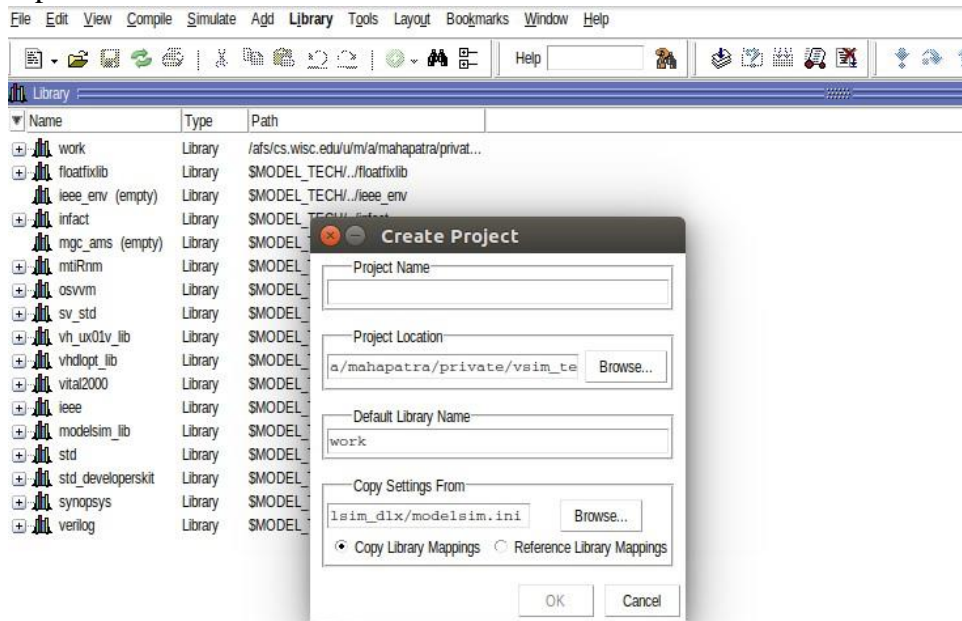 File Edit View Compile Simulate Add Library Tools Layout Bookmarks Window Help
Help
Library
Name Type Path
work Library /afs/cs.wisc.edu/u/m/a/mahapatra/privat...
floatfixlib Library $MODEL_TECH/../floatfixlib
ieee_env (empty) Library $MODEL_TECH/../ieee_env
infact Library
mgc_ams (empty) Library $MODEL_
mtiRnm Library $MODEL_
osvvm Library $MODEL_
sv_std Library $MODEL_
vh_ux01v_lib Library $MODEL_
vhdlopt_lib Library $MODEL_
vital2000 Library $MODEL_
ieee Library $MODEL_
modelsim_lib Library $MODEL_
std Library $MODEL_
std_developerskit Library $MODEL_
synopsys Library $MODEL_
verilog Library $MODEL_
Create Project
Project Name
Project Location
a/mahapatra/private/vsim_te Browse...
Default Library Name
work
Copy Settings From
lsim_dlx/modelsim.ini Browse...
Copy Library Mappings Reference Library Mappings
OK Cancel